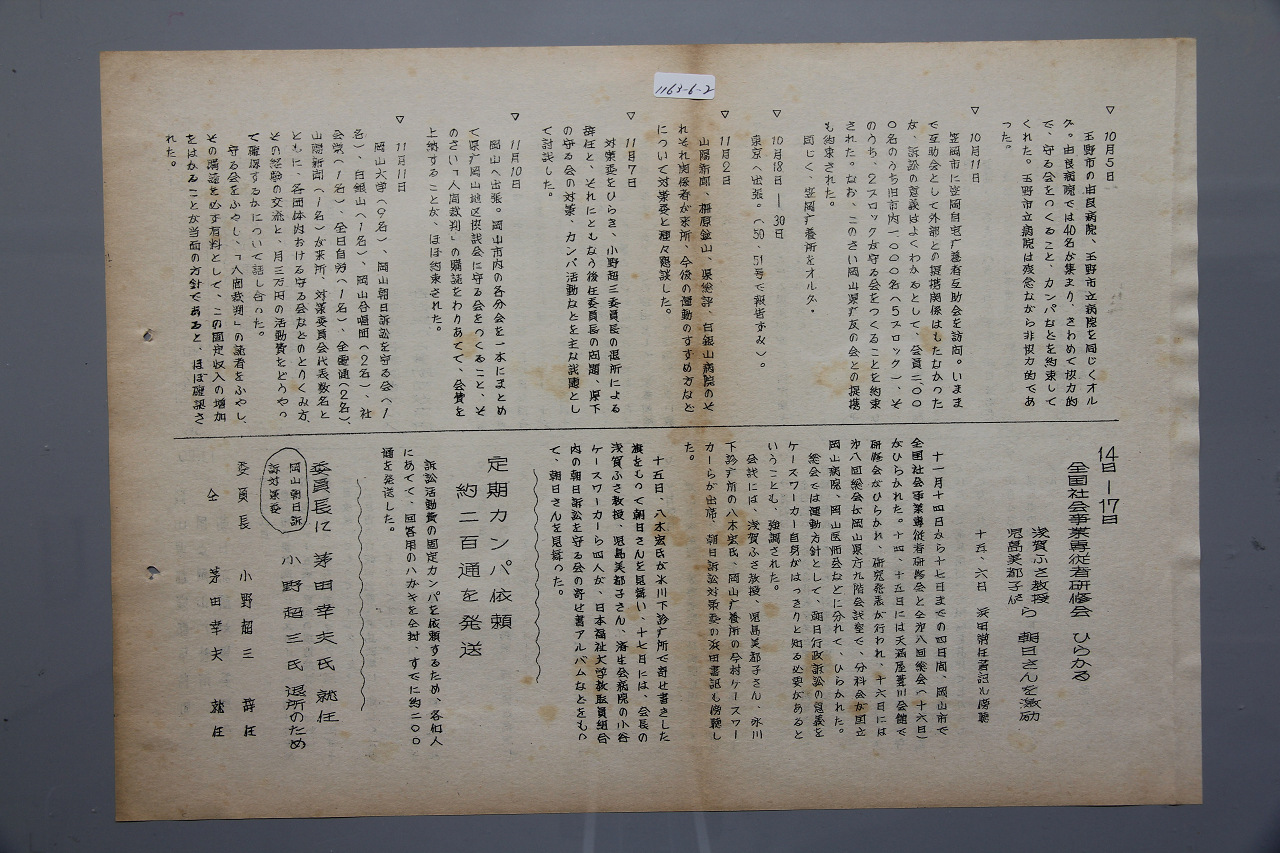 1163-6-2
▽ 10月5日
玉野市の由良病院、玉野市立病院を同じくオル
グ。由良病院では40名が集まり、きわめて協力的
で、守る会をつくること、カンパなどを約束して
くれた。玉野市立病院は残念ながら非協力的であ
った。
▽ 10月11日
笠岡市に笠岡自宅療養者互助会を訪問。いまま
で互助会として外部との提携関係はもたなかった
が、訴訟の意義はよくわかるとして、会員二〇〇
〇名のうち旧市内一〇〇〇名(5ブロック)、そ
のうち、2ブロックが守る会をつくることを約束
された。なお、このさい岡山県療友の会との提携
も約束された。
同じく、笠岡療養所をオルグ。
▽ 10月18日—30日
東京へ出張。(50、51号で報告ずみ)。
▽ 11月2日
山陽新聞、柵原鉱山、県総評、白銀山病院のそ
れぞれ関係者が来所、今後の運動のすすめ方など
について対策委と種々懇談した。
▽ 11月7日
対策委をひらき、小野超三委員長の退所による
辞任と、それにともなう後任委員長の問題、県下
の守る会の対策、カンパ活動などを主な議題とし
て討議した。
▽ 11月10日
岡山へ出張。岡山市内の各分会を一本にまとめ
て県療岡山地区協議会に守る会をつくること、そ
のさい「人間裁判」の購読をわりあてて、会費を
上納することが、ほぼ約束された。
▽ 11月11日
岡山大学(9名)、岡山朝日訴訟を守る会(1
名)、白銀山(1名)、岡山合唱団(2名)、社
会党(1名)、全日自労(1名)、全電通(2名)、
山陽新聞(1名)が来所、対策委員会代表数名と
ともに、各団体内おける守る会などのとりくみ方、
その経験の交流と、月三万円の活動費をどうやっ
て確保するかについて話し合った。
守る会をふやし、「人間裁判」の読者をふやし、
その購読を必ず有料として、この固定収入の増加
をはかることが当面の方針であると、ほぼ確認さ
れた。
14日—17日
全国社会事業専従者研修会 ひらかる
浅賀ふさ教授
児島美都子がら 朝日さんを激励
十五、六日 浜田常任書記も傍聴
十一月十四日から十七日までの四日間、岡山市で
全国社会事業専従者研修会と全第八回総会(十六日)
がひらかれた。十四、十五日には天満屋葦川会館で
研修会がひらかれ、研究発表が行われ、十六日には
第八回総会が岡山県庁九階会議室で、分科会が国立
岡山病院、岡山医師会などに分れて、ひらかれた。
総会では運動方針として、朝日行政訴訟の意義を
ケースワーカー自身がはっきりと知る必要があると
いうことも、強調された。
会議には、浅賀ふさ教授、児島美都子さん、氷川
下診療所の八木宏氏、岡山療養所の今村ケースワー
カーらが出席、朝日訴訟対策委の浜田書記も傍聴し
た。
十五日、八木宏氏が氷川下診療所で寄せ書きした
旗をもって朝日さんを見舞い、十七日には、会長の
浅賀ふさ教授、児島美都子さん、済生会病院の小谷
ケースワーカーら四人が、日本福祉大学教職員組合
内の朝日訴訟を守る会の寄せ書アルバムなどをもっ
て、朝日さんを見舞った。
定期カンパ依頼
約二百通を発送
訴訟活動費の固定カンパを依頼するため、各個人
にあてて、回答用のハガキを全封、すでに約二〇〇
通を発送した。
委員長に 茅田幸夫氏 就任
岡山朝日訴
訟対策委
小野超三氏 退所のため
委員長 小野超三 辞任
仝 茅田幸夫 就任